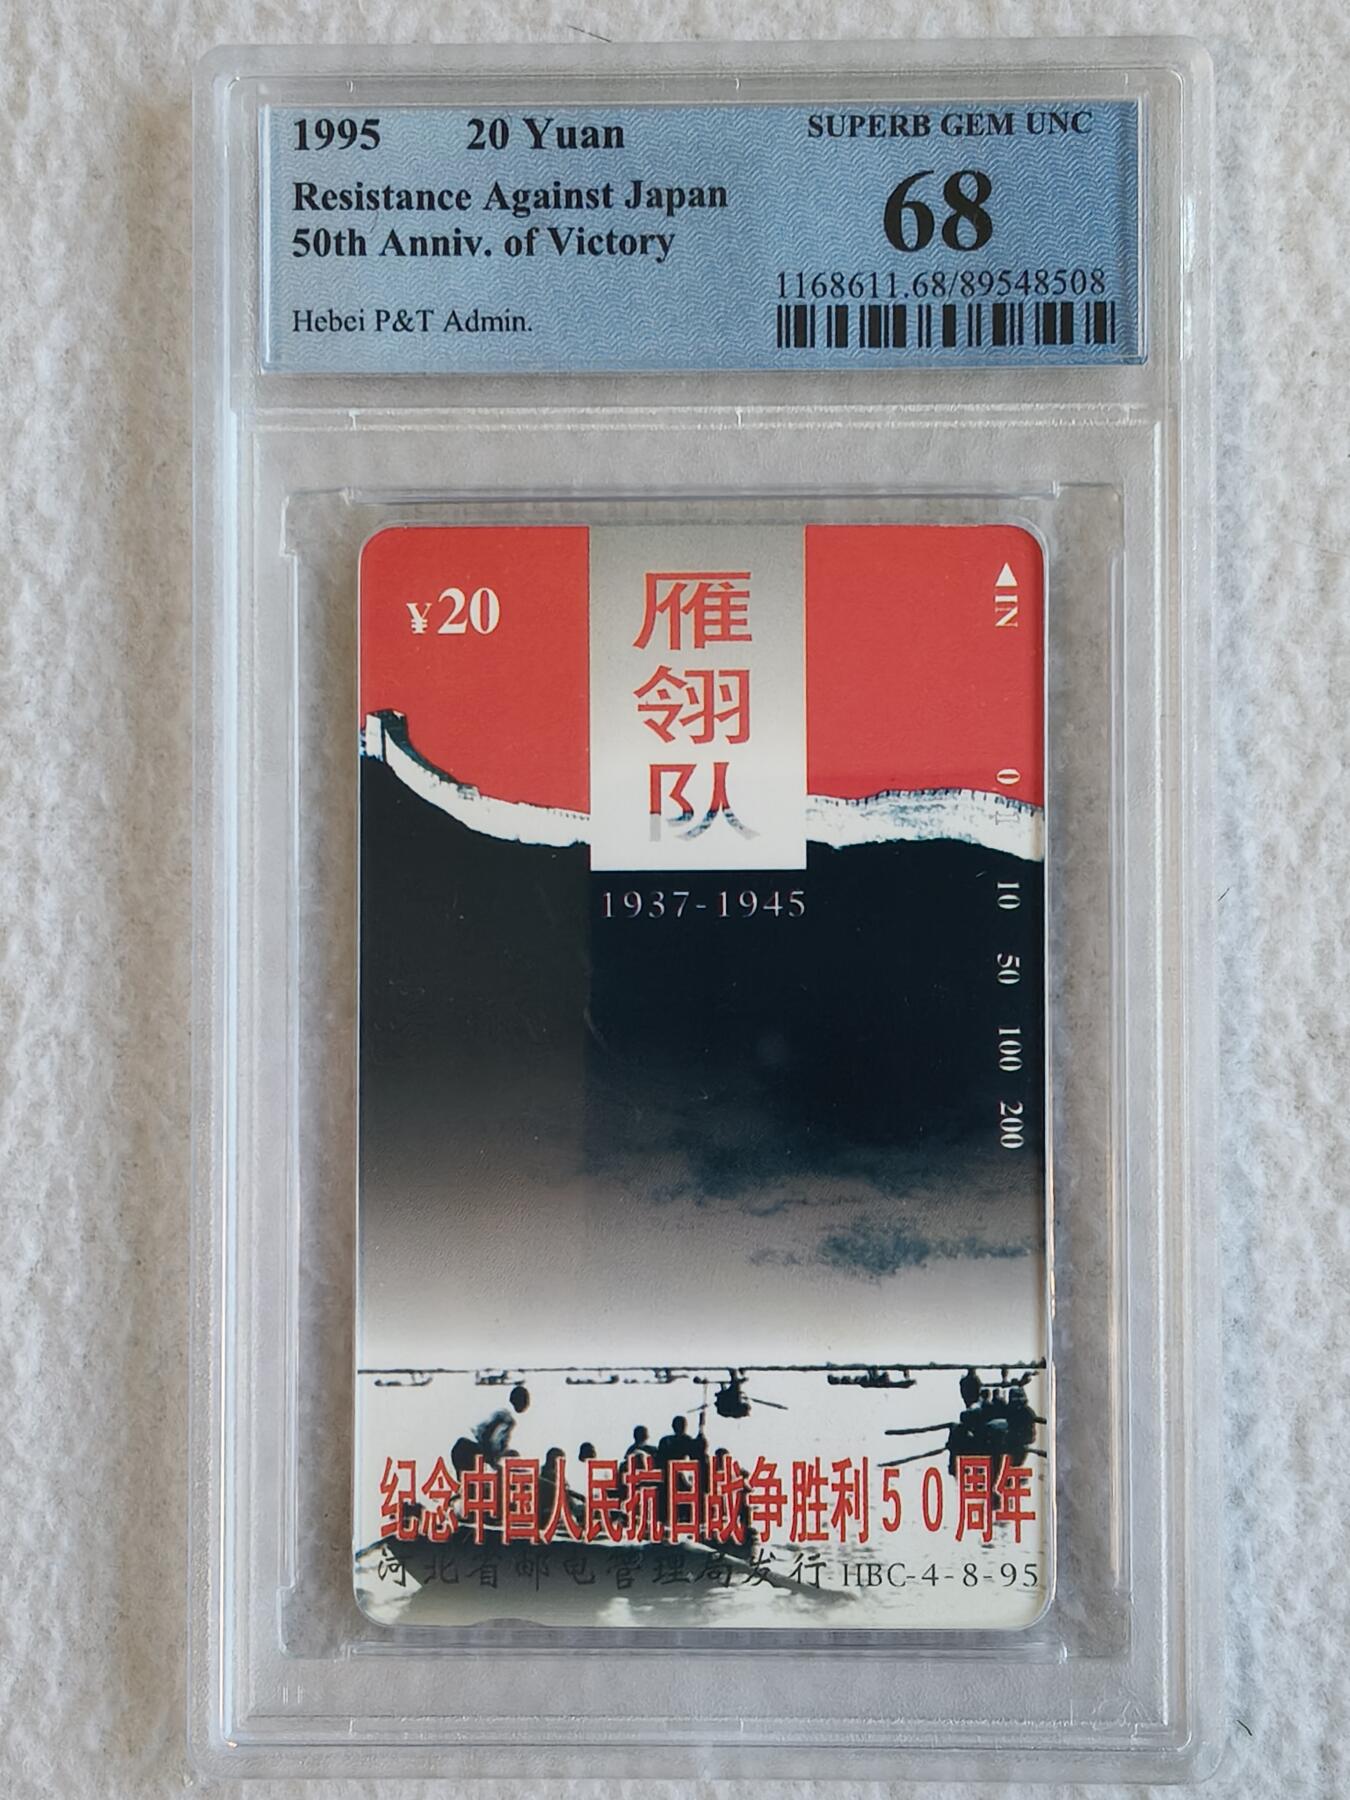 1995 20 Yuan
SUPERB GEM UNC
Resistance Against Japan
68
50th Anniv. of Victory
1168611.68/89548508
Hebei P&T Admin.
¥20
雁翎队
◀IN
0 1 10 50 100 200
1937-1945
纪念中国人民抗日战争胜利50周年
河北省邮电管理局发行 HBC-4-8-95